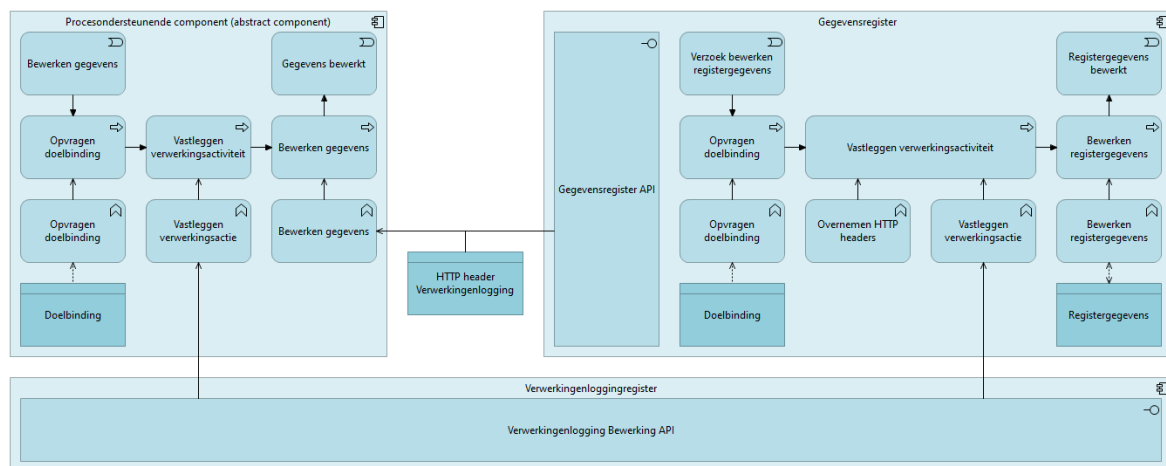 Procesondersteunende component (abstract component)
Bewerken gegevens
Gegevens bewerkt
Opvragen
doelbinding
Vastleggen
verwerkingsactiviteit
Bewerken gegevens
Opvragen
doelbinding
Vastleggen
verwerkingsactie
Bewerken gegevens
Doelbinding
HTTP header
Verwerkingenlogging
Gegevensregister
Gegevensregister API
Verzoek bewerken
registergegevens
Registergegevens
bewerkt
Opvragen
doelbinding
Vastleggen verwerkingsactiviteit
Bewerken
registergegevens
Opvragen
doelbinding
Overnemen HTTP
headers
Vastleggen
verwerkingsactie
Bewerken
registergegevens
Doelbinding
Registergegevens
Verwerkingenloggingregister
Verwerkingenlogging Bewerking API